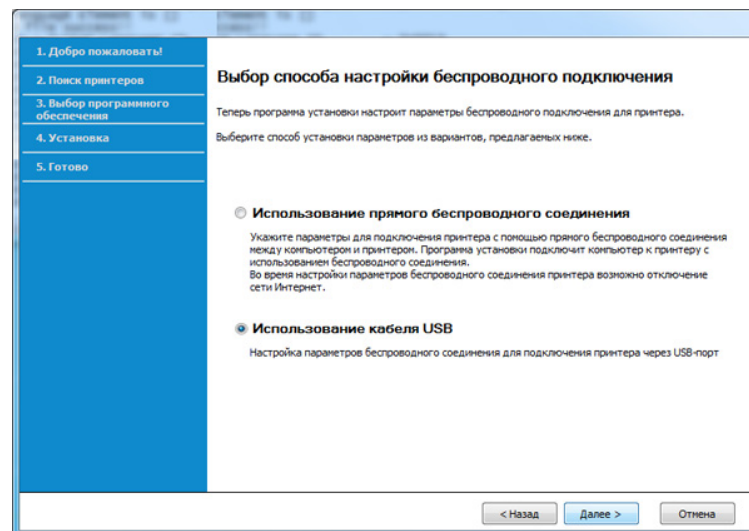 1. Добро пожаловать!
2. Поиск принтеров
3. Выбор программного
обеспечения
4. Установка
5. Готово
Выбор способа настройки беспроводного подключения
Теперь программа установки настроит параметры беспроводного подключения для принтера.
Выберите способ установки параметров из вариантов, предлагаемых ниже.
Использование прямого беспроводного соединения
Укажите параметры для подключения принтера с помощью прямого беспроводного соединения
между компьютером и принтером. Программа установки подключит компьютер к принтеру с
использованием беспроводного соединения.
Во время настройки параметров беспроводного соединения принтера возможно отключение
сети Интернет.
Использование кабеля USB
Настройка параметров беспроводного соединения для подключения принтера через USB-порт
< Назад Далее > Отмена